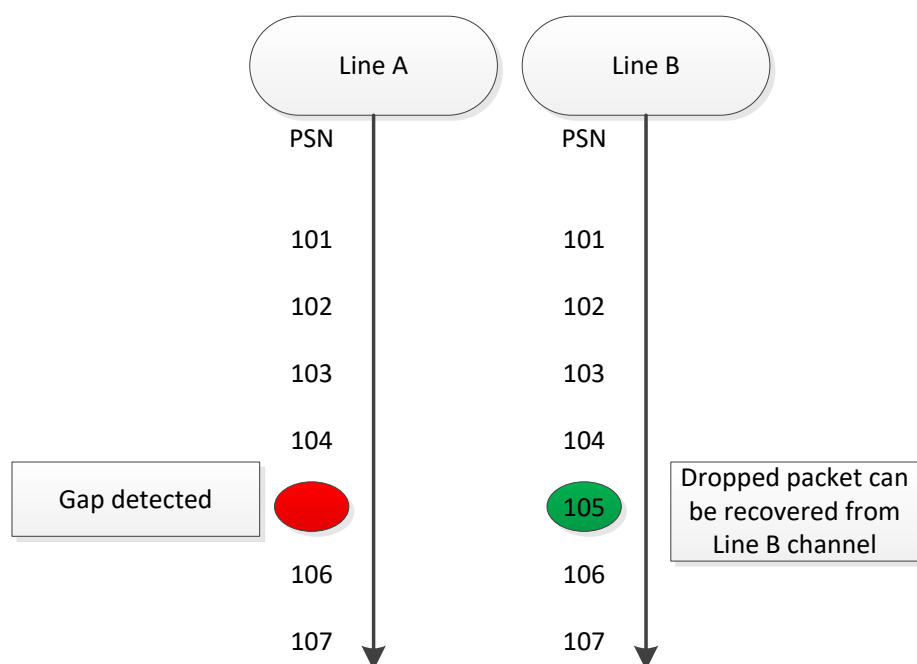 Line A Line B
PSN PSN
101 101
102 102
103 103
104 104
Gap detected 105 Dropped packet can
be recovered from
Line B channel
106 106
107 107